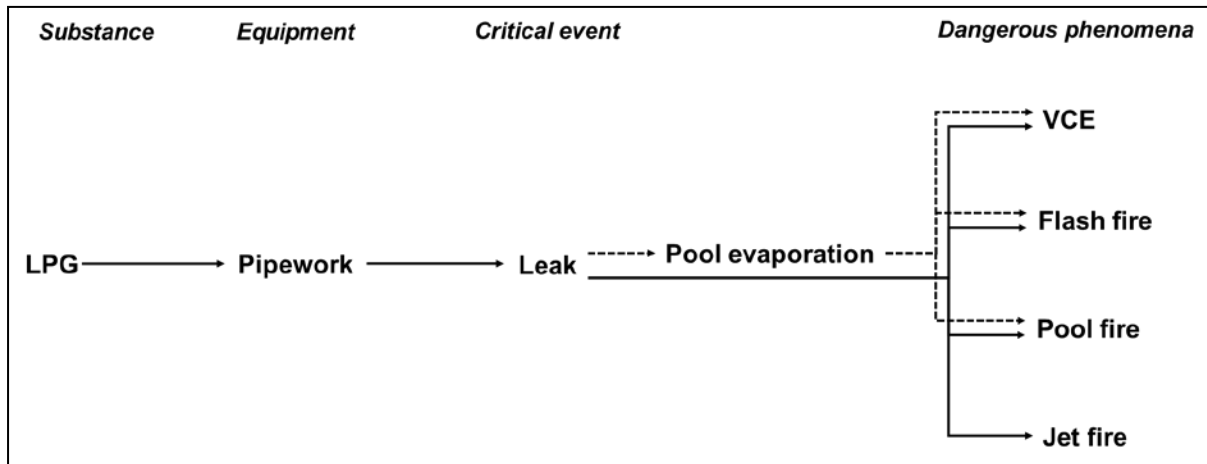 Substance Equipment Critical event Dangerous phenomena
VCE
Flash fire
LPG Pipework Leak Pool evaporation
Pool fire
Jet fire